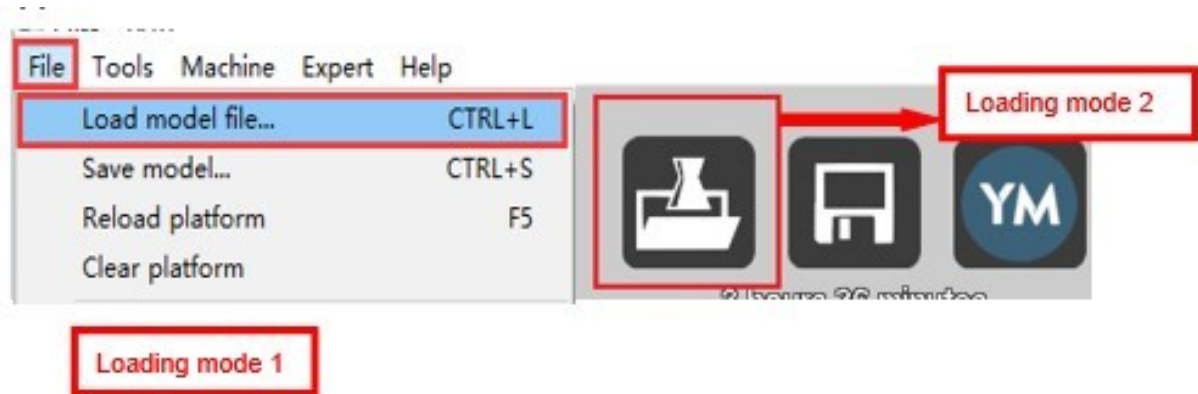 File Tools Machine Expert Help
Load model file... CTRL+L
Save model... CTRL+S
Reload platform F5
Clear platform
Loading mode 2
YM
Loading mode 1